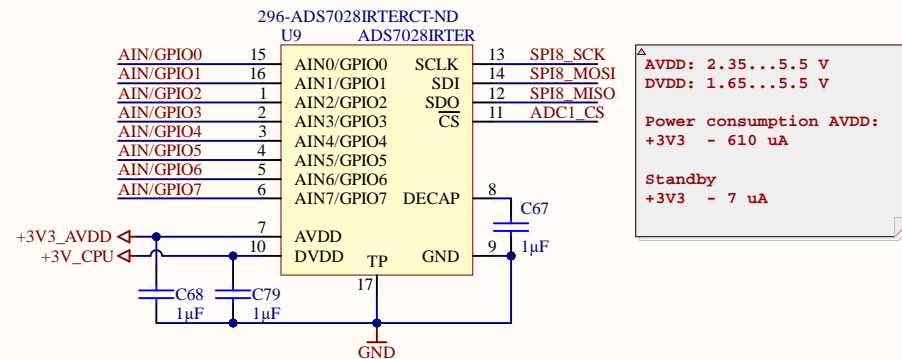 296-ADS7028IRTERCT-ND
U9 ADS7028IRTER
AIN/GPIO0 15 AIN0/GPIO0 SCLK 13 SPI8_SCK
AIN/GPIO1 16 AIN1/GPIO1 SDI 14 SPI8_MOSI
AIN/GPIO2 1 AIN2/GPIO2 SDO 12 SPI8_MISO
AIN/GPIO3 2 AIN3/GPIO3 CS 11 ADC1_CS
AIN/GPIO4 3 AIN4/GPIO4
AIN/GPIO5 4 AIN5/GPIO5
AIN/GPIO6 5 AIN6/GPIO6
AIN/GPIO7 6 AIN7/GPIO7 DECAP 8
C67
1µF
+3V3_AVDD 7 AVDD
+3V_CPU 10 DVDD GND 9
TP
17
C68
1µF
C79
1µF
GND
AVDD: 2.35...5.5 V
DVDD: 1.65...5.5 V
Power consumption AVDD:
+3V3 - 610 uA
Standby
+3V3 - 7 uA